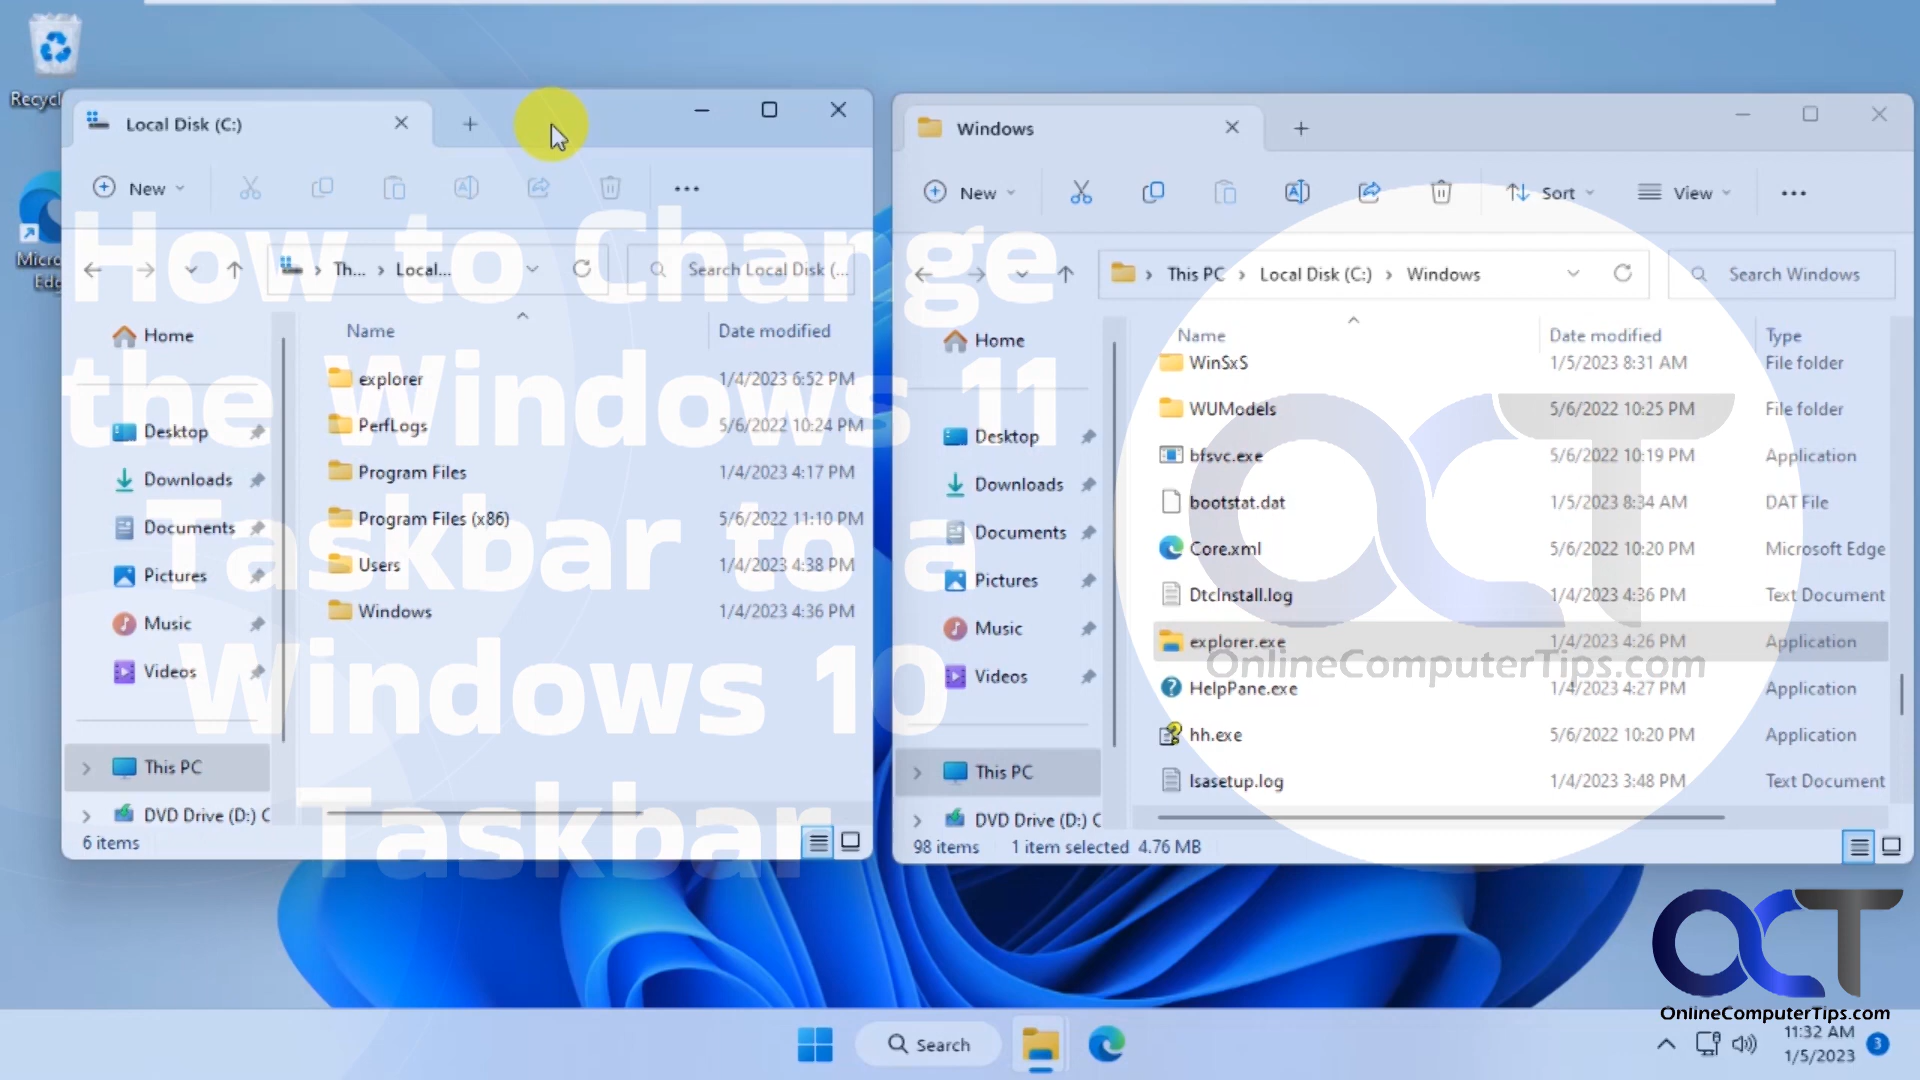 Recycl
Micro
Edg
Local Disk (C:)
New
Th... > Local...
Search Local Disk (...
Home
Desktop
Downloads
Documents
Pictures
Music
Videos
This PC
DVD Drive (D:) C
Name Date modified
explorer 1/4/2023 6:52 PM
PerfLogs 5/6/2022 10:24 PM
Program Files 1/4/2023 4:17 PM
Program Files (x86) 5/6/2022 11:10 PM
Users 1/4/2023 4:38 PM
Windows 1/4/2023 4:36 PM
6 items
How to Change
the Windows 11
Taskbar to a
Windows 10
Taskbar
Windows
New Sort View
This PC > Local Disk (C:) > Windows
Search Windows
Home
Desktop
Downloads
Documents
Pictures
Music
Videos
This PC
DVD Drive (D:) C
Name Date modified Type
WinSxS 1/5/2023 8:31 AM File folder
WUModels 5/6/2022 10:25 PM File folder
bfsvc.exe 5/6/2022 10:19 PM Application
bootstat.dat 1/5/2023 8:34 AM DAT File
Core.xml 5/6/2022 10:20 PM Microsoft Edge
DtcInstall.log 1/4/2023 4:36 PM Text Document
explorer.exe 1/4/2023 4:26 PM Application
HelpPane.exe 1/4/2023 4:27 PM Application
hh.exe 5/6/2022 10:20 PM Application
lsasetup.log 1/4/2023 3:48 PM Text Document
98 items 1 item selected 4.76 MB
OCT
OnlineComputerTips.com
OCT
OnlineComputerTips.com
Search
11:32 AM
1/5/2023
3